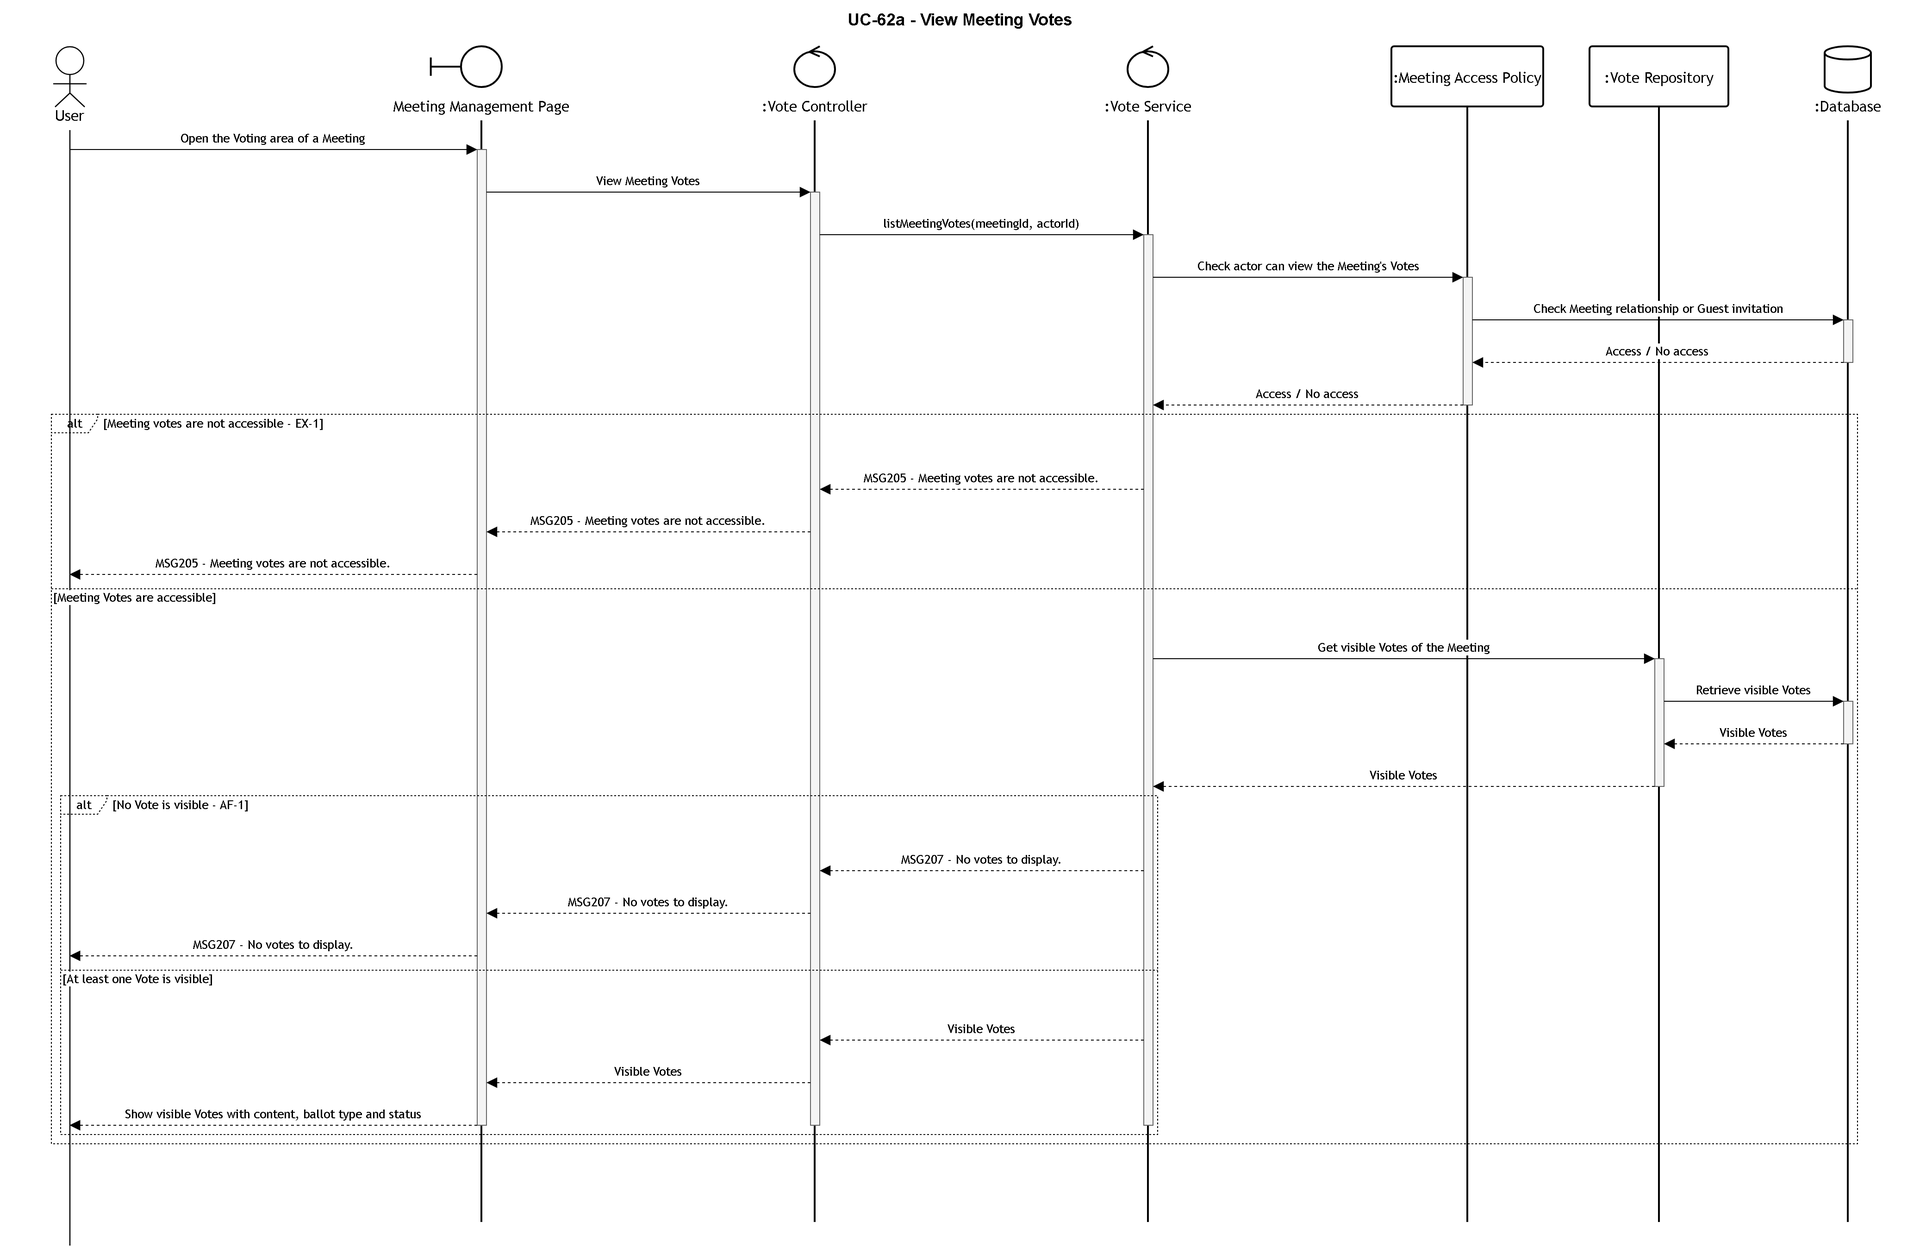 UC-62a - View Meeting Votes
User
Meeting Management Page
:Vote Controller
:Vote Service
:Meeting Access Policy
:Vote Repository
:Database
Open the Voting area of a Meeting
View Meeting Votes
listMeetingVotes(meetingId, actorId)
Check actor can view the Meeting's Votes
Check Meeting relationship or Guest invitation
Access / No access
Access / No access
alt
[Meeting votes are not accessible - EX-1]
MSG205 - Meeting votes are not accessible.
MSG205 - Meeting votes are not accessible.
MSG205 - Meeting votes are not accessible.
[Meeting Votes are accessible]
Get visible Votes of the Meeting
Retrieve visible Votes
Visible Votes
Visible Votes
alt
[No Vote is visible - AF-1]
MSG207 - No votes to display.
MSG207 - No votes to display.
MSG207 - No votes to display.
[At least one Vote is visible]
Visible Votes
Visible Votes
Show visible Votes with content, ballot type and status